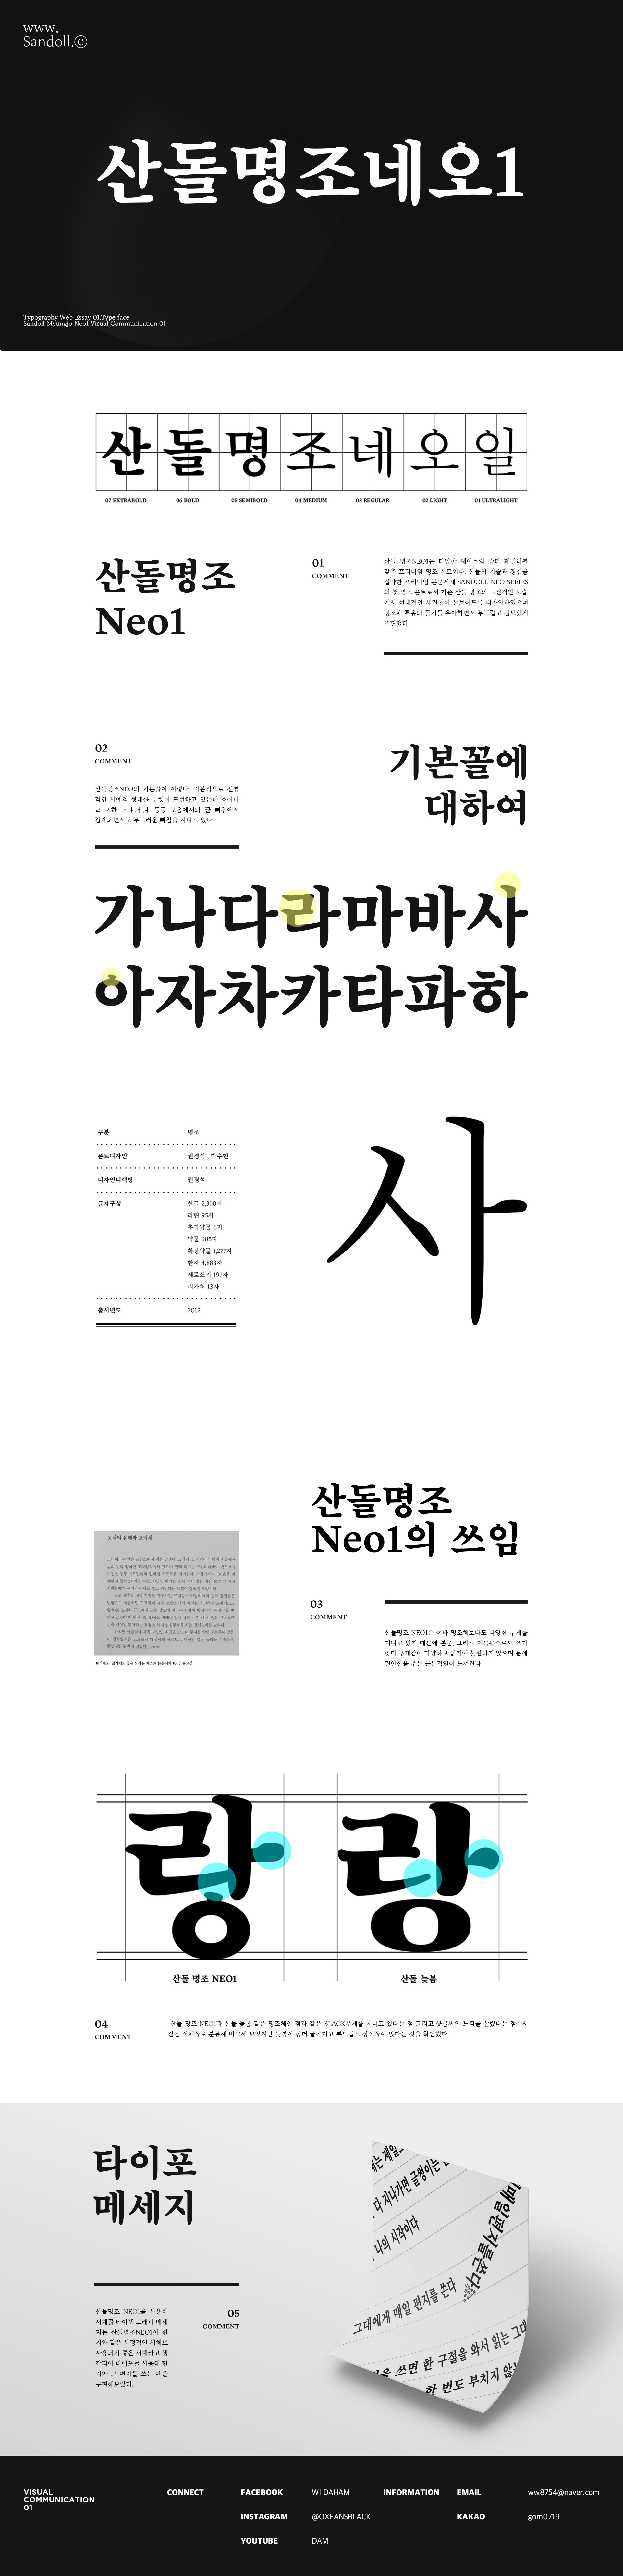 www.
Sandoll.ⓒ
산돌명조네오1
Typography Web Essay 01.Type face
Sandoll Myungjo Neo1 Visual Communication 01
산돌명조네오일
07 EXTRABOLD
06 BOLD
05 SEMIBOLD
04 MEDIUM
03 REGULAR
02 LIGHT
01 ULTRALIGHT
산돌명조
Neo1
01
COMMENT
산돌 명조NEO1은 다양한 웨이트의 슈퍼 패밀리를
갖춘 프리미엄 명조 폰트이다. 산돌의 기술과 경험을
집약한 프리미엄 본문서체 SANDOLL NEO SERIES
의 첫 명조 폰트로서 기존 산돌 명조의 고전적인 모습
에서 현대적인 세련됨이 돋보이도록 디자인하였으며
명조체 특유의 돌기를 우아하면서 부드럽고 절도있게
표현했다.
02
COMMENT
산돌명조NEO의 기본꼴이 이렇다. 기본적으로 전통
적인 서예의 형태를 뚜렷이 표현하고 있는데 ㅇ이나
ㄹ 또한 ㅏ,ㅑ,ㅓ,ㅕ 등등 모음에서의 끝 삐침에서
절제되면서도 부드러운 삐침을 지니고 있다
기본꼴에
대하여
가나다라마바사
아자차카타파하
구분 명조
폰트디자인 권경석 , 박수현
디자인디렉팅 권경석
글자구성 한글 2,350자
라틴 95자
추가약물 6자
약물 985자
확장약물 1,277자
한자 4,888자
세로쓰기 197자
리가처 13자
출시년도 2012
사
산돌명조
Neo1의 쓰임
고딕의 유래와 고딕체
03
COMMENT
산돌명조 NEO1은 여타 명조체보다도 다양한 무게를
지니고 있기 때문에 본문, 그리고 제목용으로도 쓰기
좋다 무게감이 다양하고 읽기에 불편하지 않으며 눈에
편안함을 주는 근본적임이 느껴진다
랑
랑
산돌 명조 NEO1
산돌 늦봄
04
COMMENT
산돌 명조 NEO1과 산돌 늦봄 같은 명조체인 점과 같은 BLACK무게를 지니고 있다는 점 그리고 붓글씨의 느낌을 살렸다는 점에서
같은 서체꼴로 분류해 비교해 보았지만 늦봄이 좀더 굴곡지고 부드럽고 장식꼴이 많다는 것을 확인했다.
타이포
메세지
05
COMMENT
산돌명조 NEO1을 사용한
서체꼴 타이포 그래픽 메세
지는 산돌명조NEO1이 편
지와 같은 서정적인 서체로
사용되기 좋은 서체라고 생
각되어 타이포를 사용해 편
지와 그 편지를 쓰는 펜을
구현해보았다.
나의 시작이다
그대에게 매일 편지를 쓴다
VISUAL
COMMUNICATION
01
CONNECT
FACEBOOK WI DAHAM
INSTAGRAM @OXEANSBLACK
YOUTUBE DAM
INFORMATION
EMAIL ww8754@naver.com
KAKAO gom0719